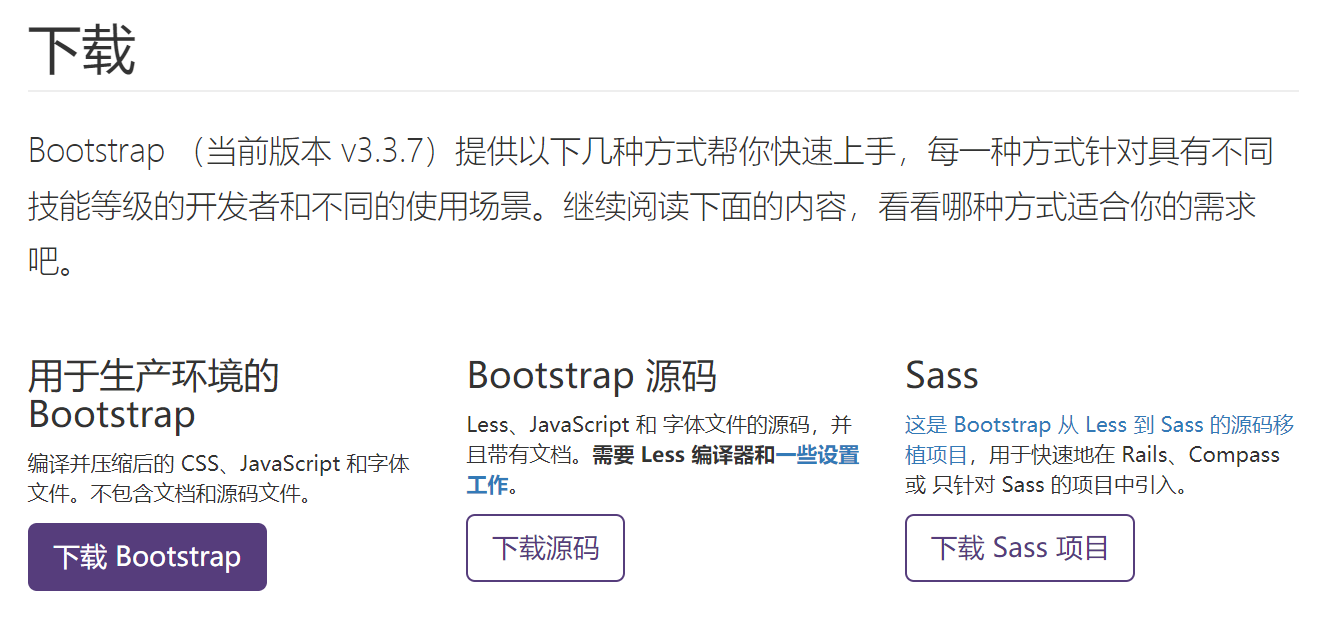 下载
Bootstrap （当前版本 v3.3.7）提供以下几种方式帮你快速上手，每一种方式针对具有不同
技能等级的开发者和不同的使用场景。继续阅读下面的内容，看看哪种方式适合你的需求
吧。
用于生产环境的
Bootstrap
编译并压缩后的 CSS、JavaScript 和字体
文件。不包含文档和源码文件。
下载 Bootstrap
Bootstrap 源码
Less、JavaScript 和 字体文件的源码，并
且带有文档。需要 Less 编译器和一些设置
工作。
下载源码
Sass
这是 Bootstrap 从 Less 到 Sass 的源码移
植项目，用于快速地在 Rails、Compass
或 只针对 Sass 的项目中引入。
下载 Sass 项目